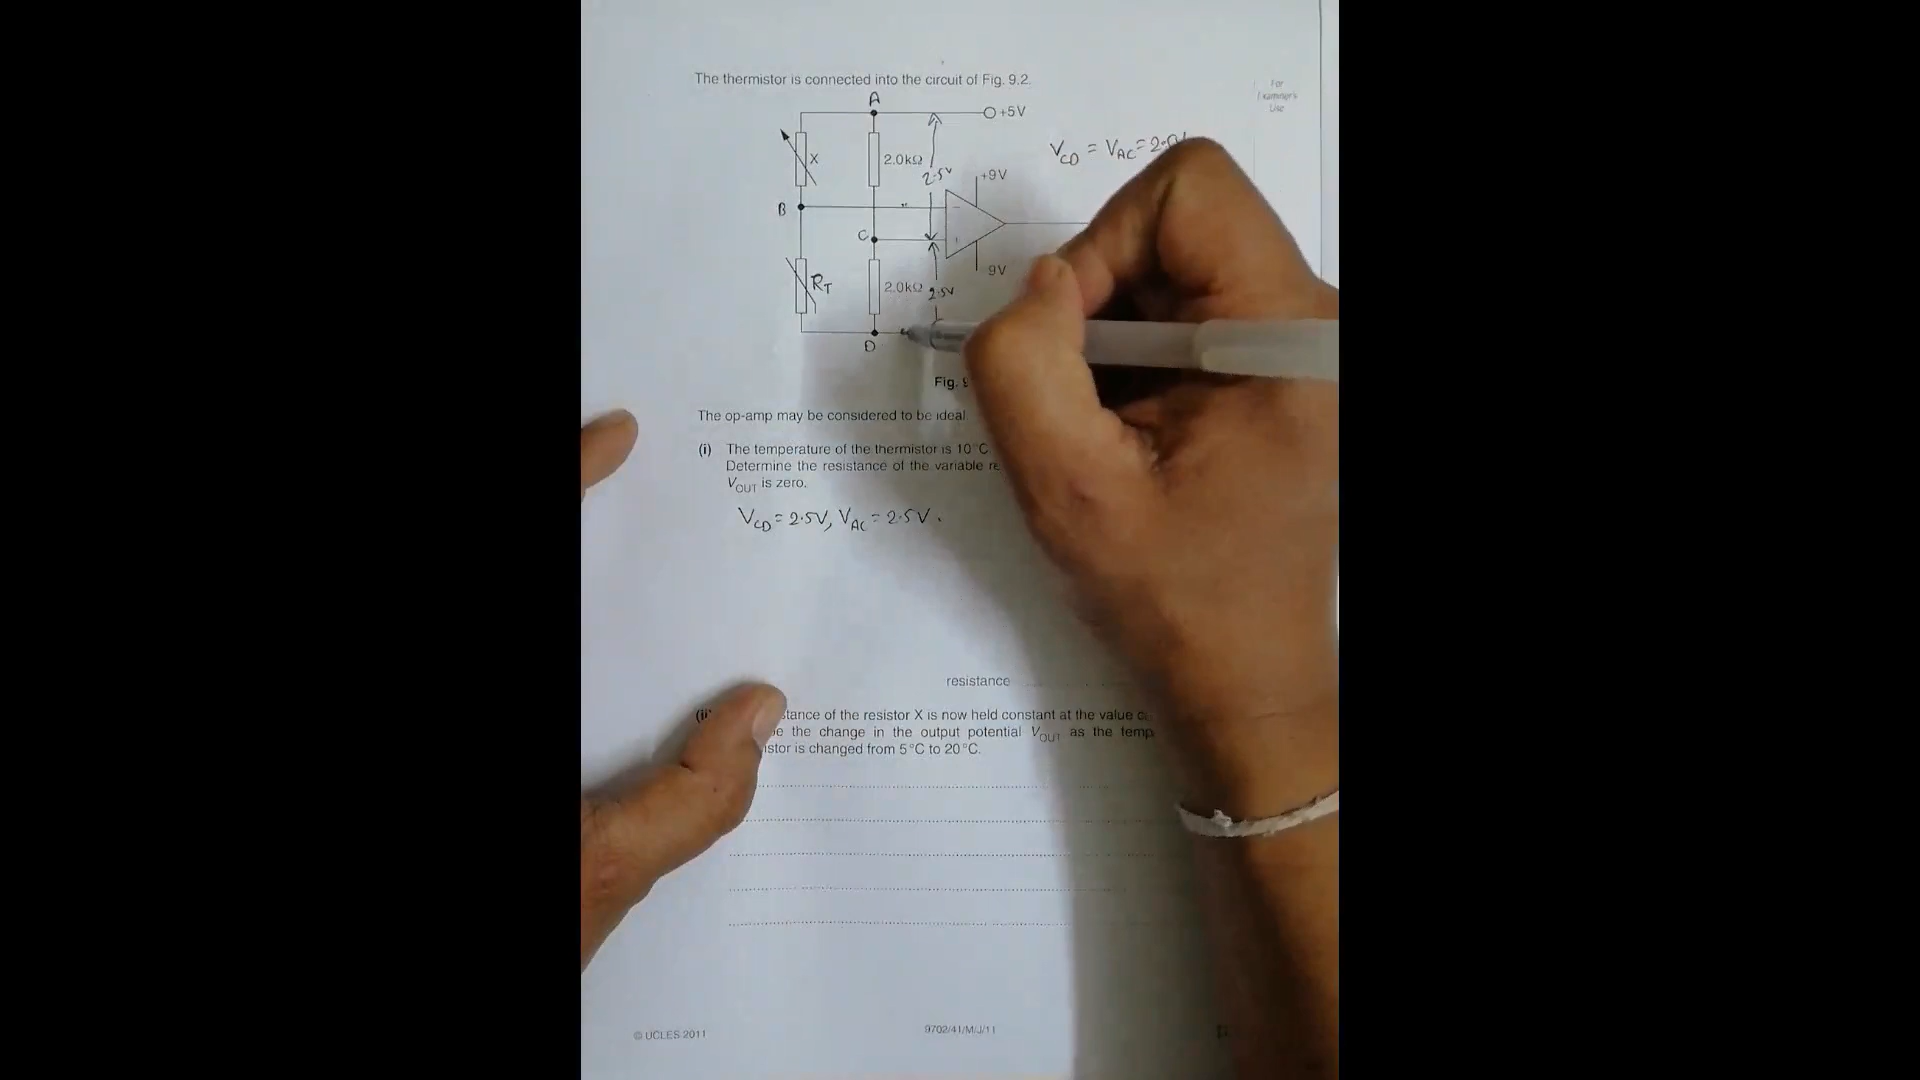 The thermistor is connected into the circuit of Fig. 9.2.
For
Examiner's
Use
A
+5V
X
2.0kΩ
2.5V
V_CD = V_AC = 2.
+9V
B
−
C
+
R_T
2.0kΩ
2.5V
9V
D
Fig. 9
The op-amp may be considered to be ideal
(i) The temperature of the thermistor is 10°C.
Determine the resistance of the variable re
V_OUT is zero.
V_CD = 2.5V, V_AC = 2.5V.
resistance
(ii) stance of the resistor X is now held constant at the value
the change in the output potential V_OUT as the temp
istor is changed from 5°C to 20°C.
© UCLES 2011
9702/41/M/J/11